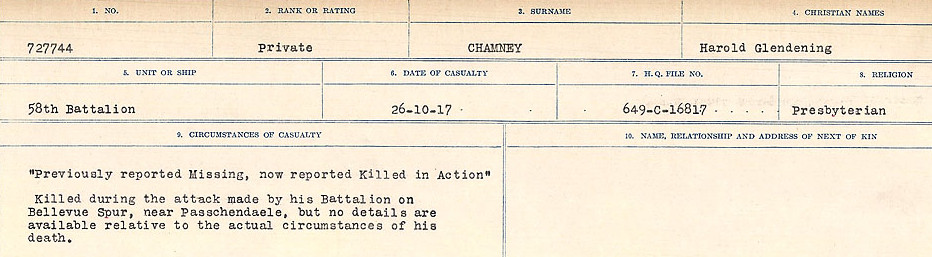 1. NO. 2. RANK OR RATING 3. SURNAME 4. CHRISTIAN NAMES
727744 Private CHAMNEY Harold Glendening
5. UNIT OR SHIP 6. DATE OF CASUALTY 7. H.Q. FILE NO. 8. RELIGION
58th Battalion 26-10-17 649-C-16817 Presbyterian
9. CIRCUMSTANCES OF CASUALTY 10. NAME, RELATIONSHIP AND ADDRESS OF NEXT OF KIN
"Previously reported Missing, now reported Killed in Action"
Killed during the attack made by his Battalion on
Bellevue Spur, near Passchendaele, but no details are
available relative to the actual circumstances of his
death.